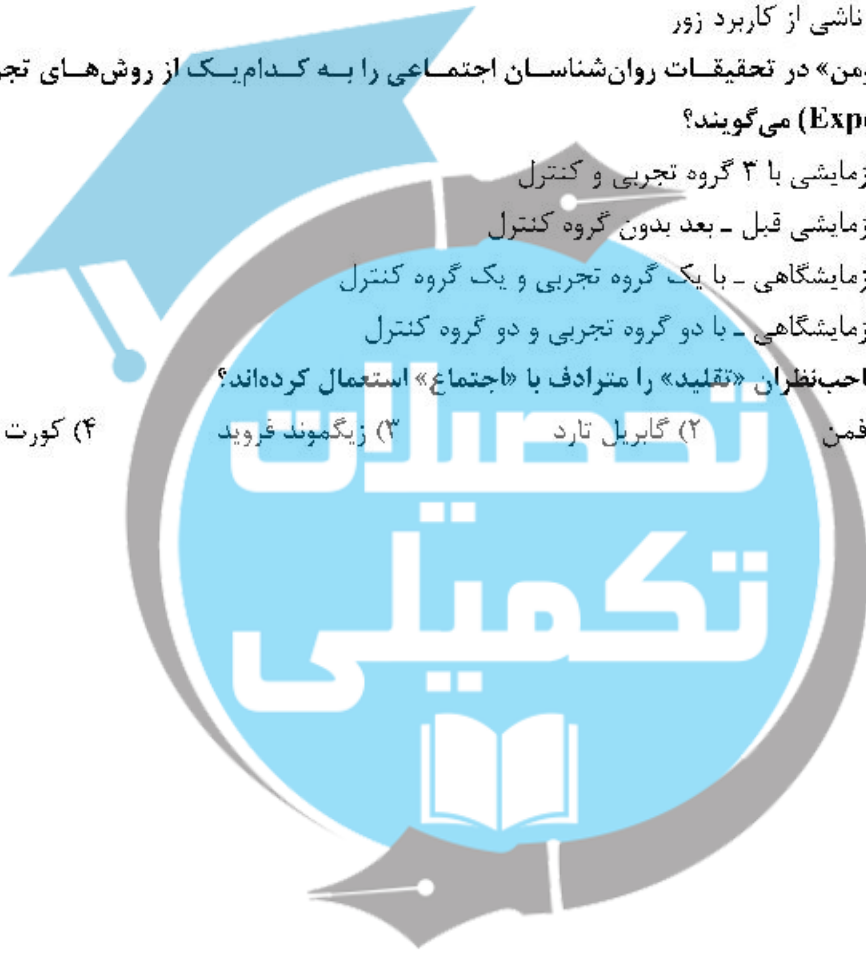 ناشی از کاربرد زور
ومن» در تحقیقات روان‌شناسان اجتماعی را به کدام‌یک از روش‌های تجر
(Expe می‌گویند؟
زمایشی با ۳ گروه تجربی و کنترل
زمایشی قبل ـ بعد بدون گروه کنترل
زمایشگاهی ـ با یک گروه تجربی و یک گروه کنترل
زمایشگاهی ـ با دو گروه تجربی و دو گروه کنترل
احب‌نظران «تقلید» را مترادف با «اجتماع» استعمال کرده‌اند؟
فمن ۲) گابریل تارد ۳) زیگموند فروید ۴) کورت
تحصیلات
تکمیلی